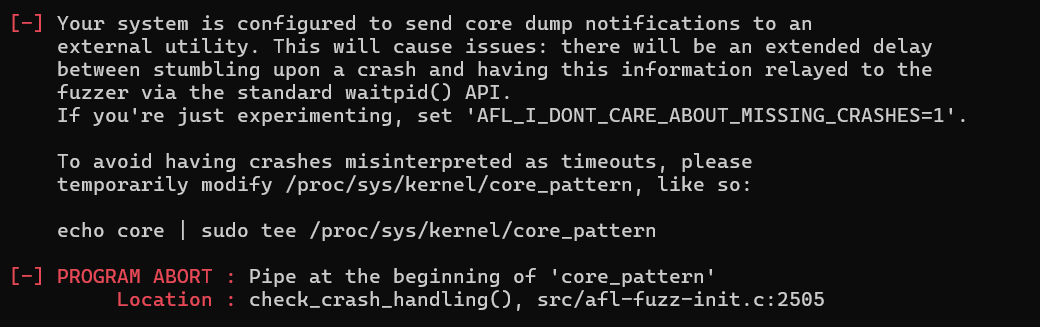 [-] Your system is configured to send core dump notifications to an
external utility. This will cause issues: there will be an extended delay
between stumbling upon a crash and having this information relayed to the
fuzzer via the standard waitpid() API.
If you're just experimenting, set 'AFL_I_DONT_CARE_ABOUT_MISSING_CRASHES=1'.
To avoid having crashes misinterpreted as timeouts, please
temporarily modify /proc/sys/kernel/core_pattern, like so:
echo core | sudo tee /proc/sys/kernel/core_pattern
[-] PROGRAM ABORT : Pipe at the beginning of 'core_pattern'
Location : check_crash_handling(), src/afl-fuzz-init.c:2505